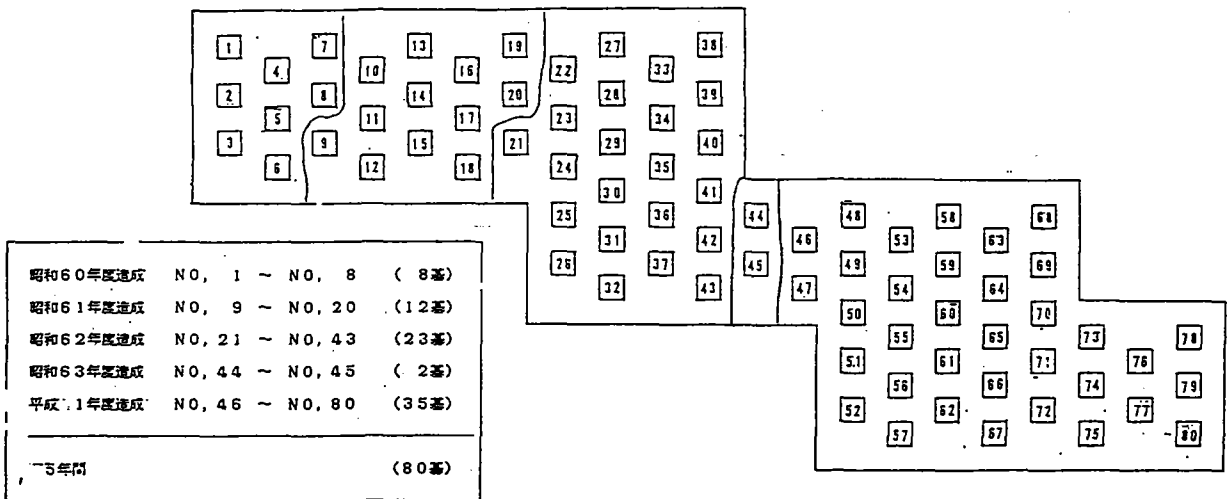 1 7 13 19 27 38
4 10 16 22 33
2 8 14 20 28 39
5 11 17 23 34
3 9 15 21 29 40
6 12 18 24 35
30 41
25 36 44 48 58 68
31 42 46 53 63
26 37 45 49 59 69
32 43 47 54 64
50 60 70
55 65 73 78
51 61 71 76
56 66 74 79
52 62 72 77
57 67 75 80
昭和60年度造成 NO, 1 ~ NO, 8 ( 8基)
昭和61年度造成 NO, 9 ~ NO, 20 (12基)
昭和62年度造成 NO, 21 ~ NO, 43 (23基)
昭和63年度造成 NO, 44 ~ NO, 45 ( 2基)
平成 1年度造成 NO, 46 ~ NO, 80 (35基)
5年間 (80基)